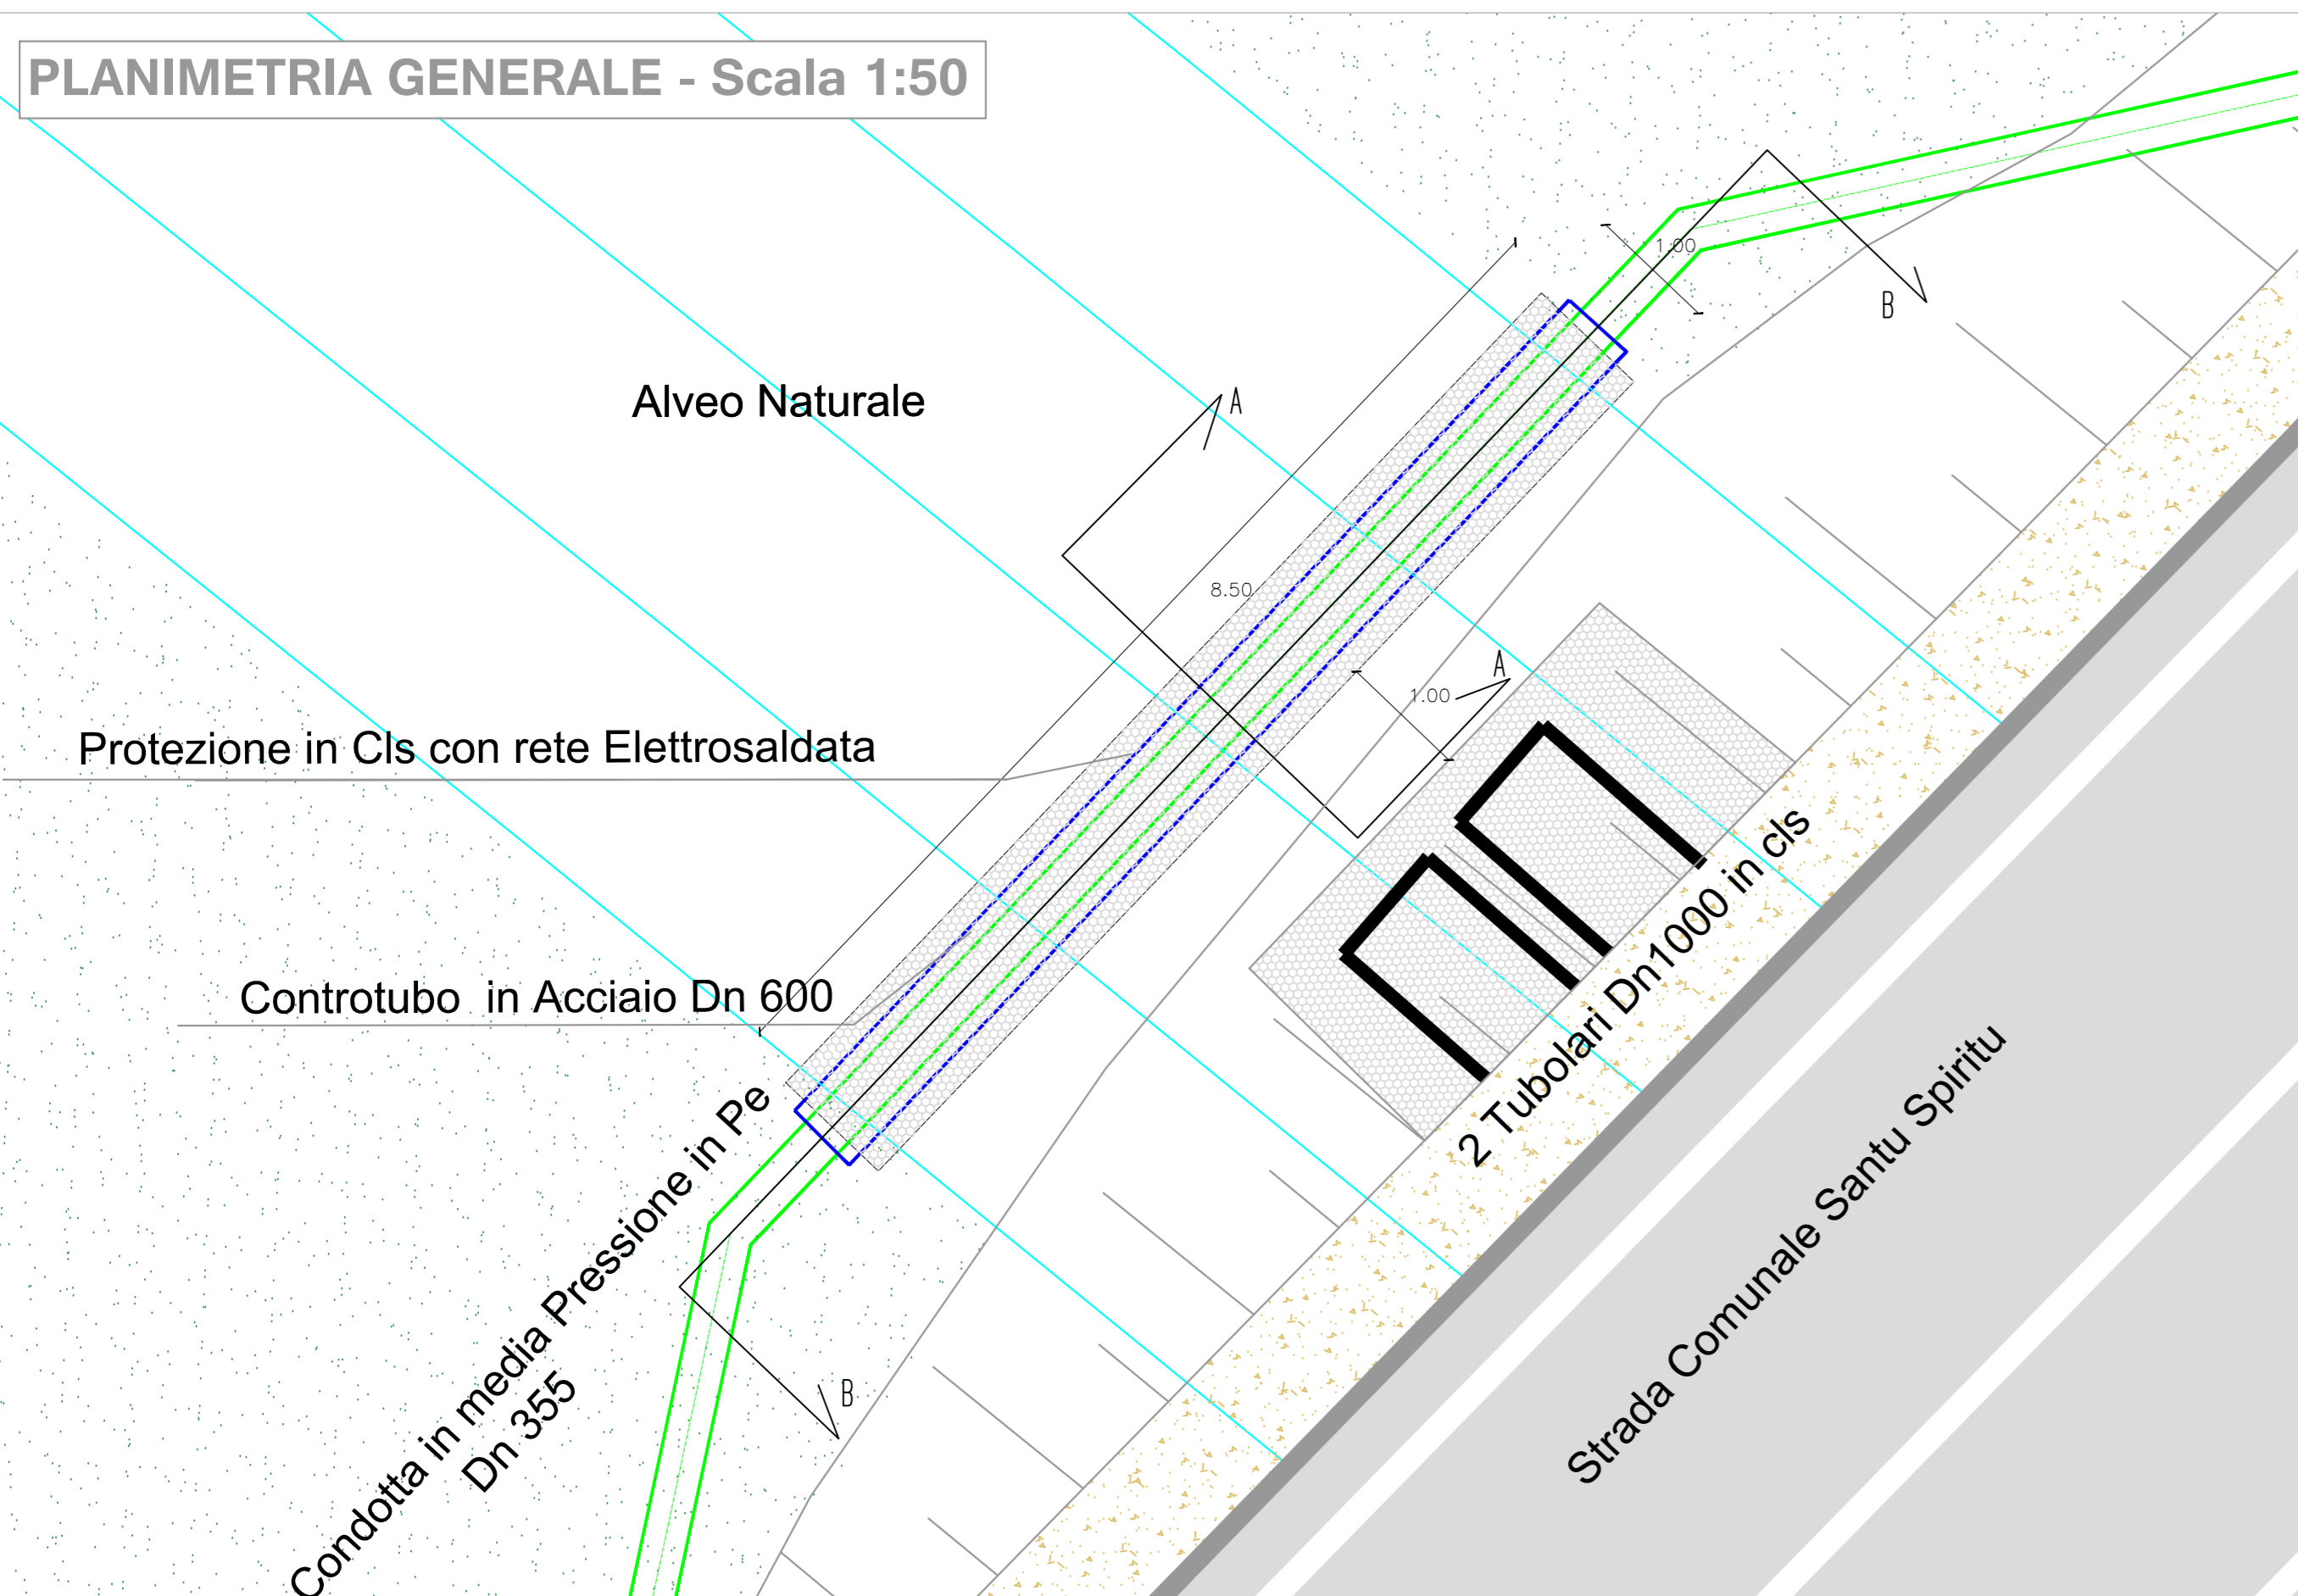 PLANIMETRIA GENERALE - Scala 1:50
1.00
B
Alveo Naturale
A
8.50
A
1.00
Protezione in Cls con rete Elettrosaldata
Controtubo in Acciaio Dn 600
2 Tubolari Dn1000 in cls
Strada Comunale Santu Spiritu
Condotta in media Pressione in Pe
Dn 355
B